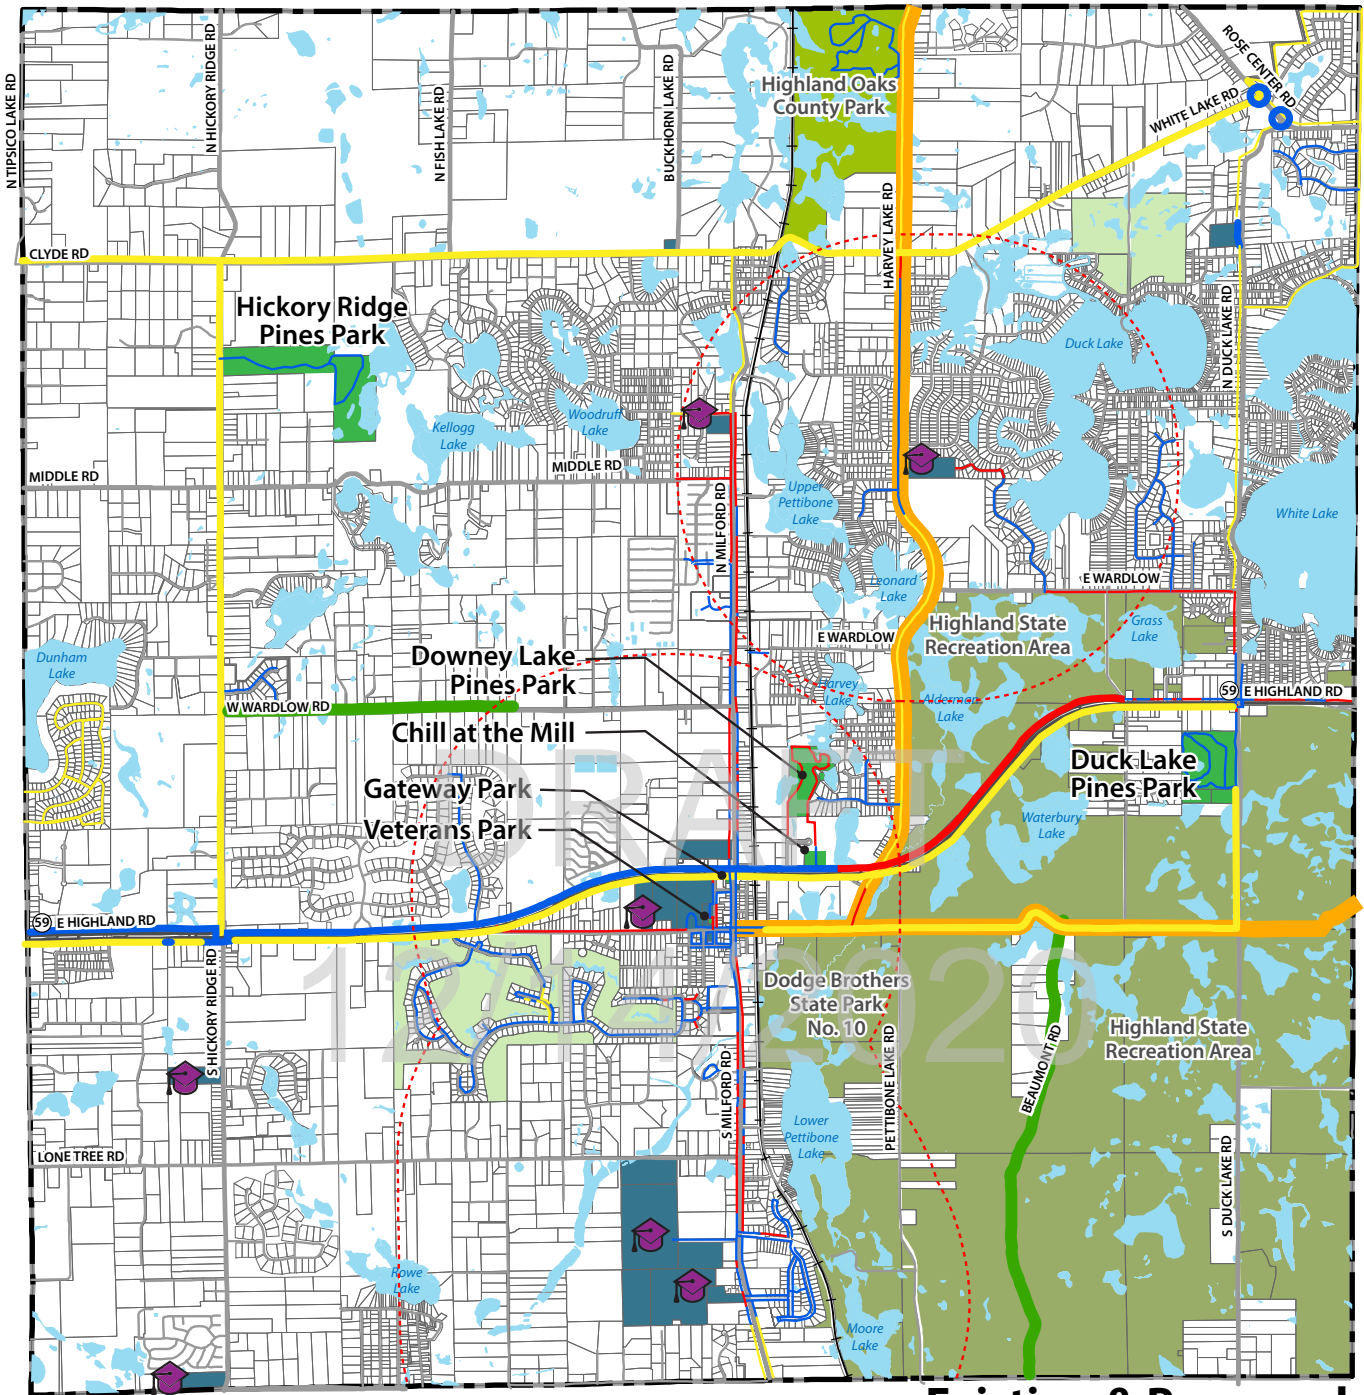 ROSE CENTER RD
N HICKORY RIDGE RD
N TIPSICO LAKE RD
N FISH LAKE RD
BUCKHORN LAKE RD
Highland Oaks
County Park
WHITE LAKE RD
HARVEY LAKE RD
CLYDE RD
Hickory Ridge
Pines Park
N DUCK LAKE RD
Duck Lake
Kellogg
Lake
Woodruff
Lake
MIDDLE RD
MIDDLE RD
N MILFORD RD
Upper
Pettibone
Lake
White Lake
Leonard
Lake
E WARDLOW
E WARDLOW
Highland State
Recreation Area
Grass
Lake
Dunham
Lake
Downey Lake
Pines Park
Harvey
Lake
Alderman
Lake
59 E HIGHLAND RD
W WARDLOW RD
Chill at the Mill
DRAFT
Duck Lake
Pines Park
Gateway Park
Veterans Park
Waterbury
Lake
59 E HIGHLAND RD
12/14/2020
S HICKORY RIDGE RD
Dodge Brothers
State Park
No. 10
Highland State
Recreation Area
PETTIBONE LAKE RD
BEAUMONT RD
S MILFORD RD
Lower
Pettibone
Lake
LONE TREE RD
S DUCK LAKE RD
Rowe
Lake
Moore
Lake